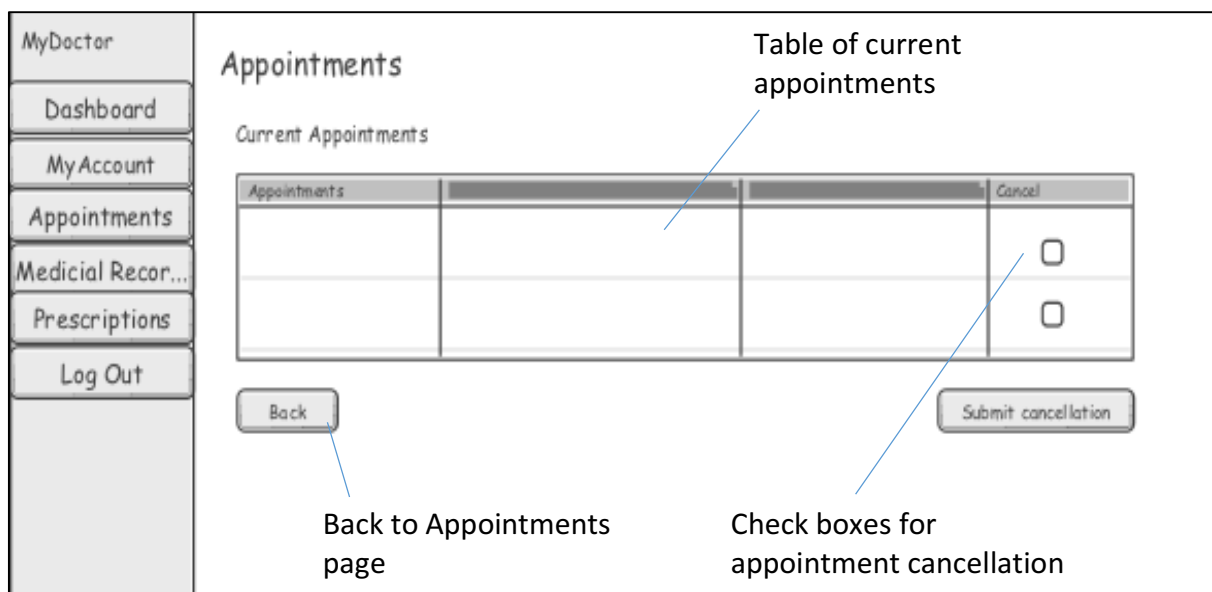 MyDoctor
Dashboard
My Account
Appointments
Medicial Recor...
Prescriptions
Log Out
Appointments
Current Appointments
Table of current
appointments
Appointments
Cancel
Back
Submit cancellation
Back to Appointments
page
Check boxes for
appointment cancellation